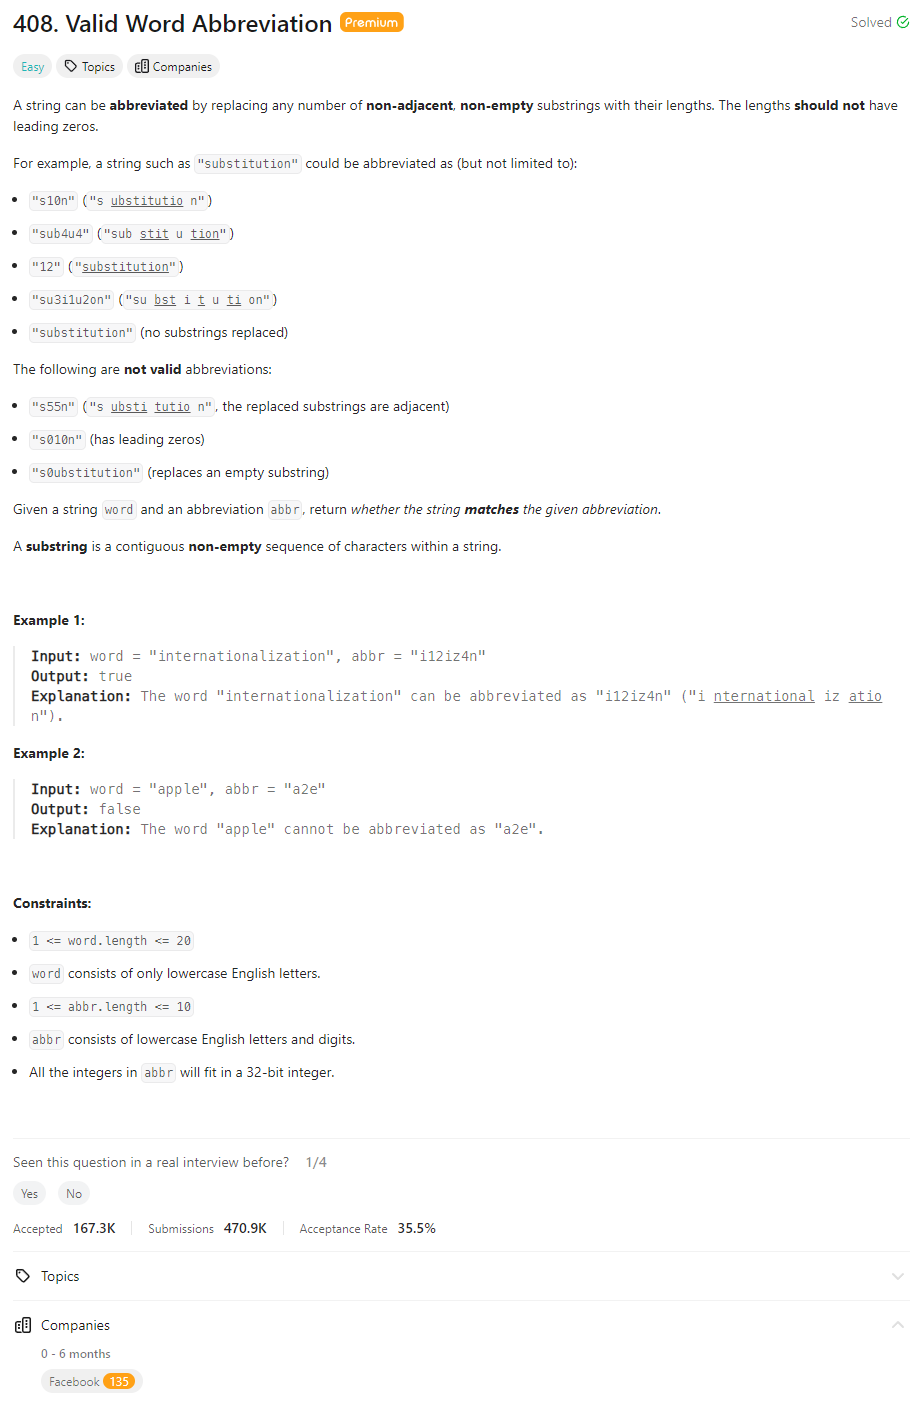 408. Valid Word Abbreviation Premium Solved
Easy Topics Companies
A string can be abbreviated by replacing any number of non-adjacent, non-empty substrings with their lengths. The lengths should not have
leading zeros.
For example, a string such as "substitution" could be abbreviated as (but not limited to):
• "s10n" ("s ubstitutio n")
• "sub4u4" ("sub stit u tion")
• "12" ("substitution")
• "su3i1u2on" ("su bst i t u ti on")
• "substitution" (no substrings replaced)
The following are not valid abbreviations:
• "s55n" ("s ubsti tutio n", the replaced substrings are adjacent)
• "s010n" (has leading zeros)
• "s0ubstitution" (replaces an empty substring)
Given a string word and an abbreviation abbr, return whether the string matches the given abbreviation.
A substring is a contiguous non-empty sequence of characters within a string.
Example 1:
Input: word = "internationalization", abbr = "i12iz4n"
Output: true
Explanation: The word "internationalization" can be abbreviated as "i12iz4n" ("i nternational iz atio
n").
Example 2:
Input: word = "apple", abbr = "a2e"
Output: false
Explanation: The word "apple" cannot be abbreviated as "a2e".
Constraints:
• 1 <= word.length <= 20
• word consists of only lowercase English letters.
• 1 <= abbr.length <= 10
• abbr consists of lowercase English letters and digits.
• All the integers in abbr will fit in a 32-bit integer.
Seen this question in a real interview before? 1/4
Yes No
Accepted 167.3K Submissions 470.9K Acceptance Rate 35.5%
Topics
Companies
0 - 6 months
Facebook 135